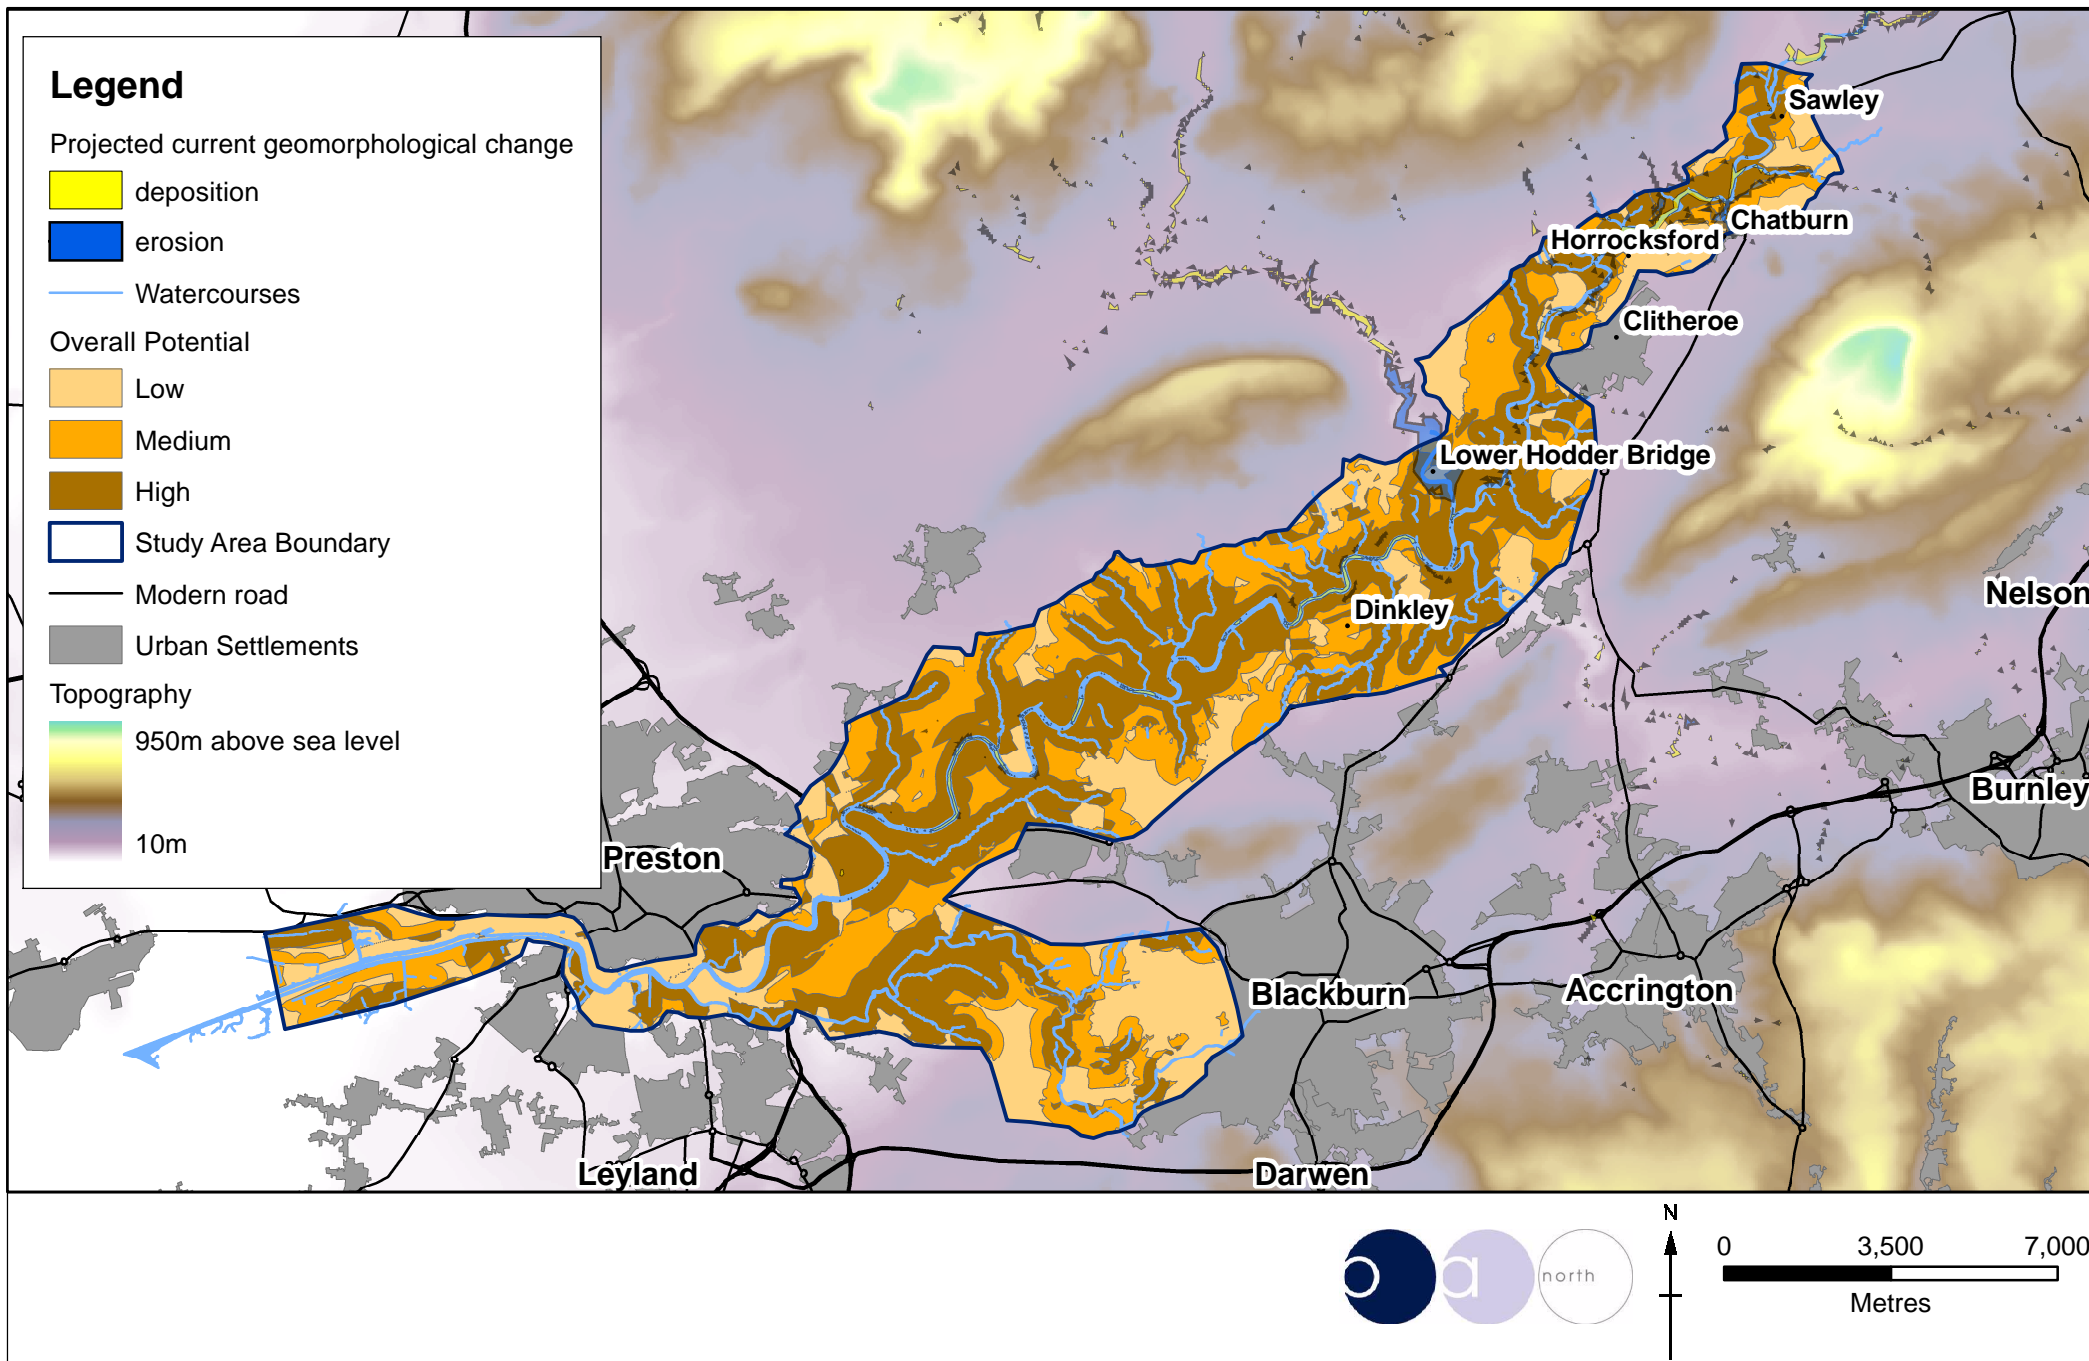 Legend
Projected current geomorphological change
deposition
erosion
Watercourses
Overall Potential
Low
Medium
High
Study Area Boundary
Modern road
Urban Settlements
Topography
950m above sea level
10m
Sawley
Chatburn
Horrocksford
Clitheroe
Lower Hodder Bridge
Dinkley
Nelson
Burnley
Preston
Blackburn
Accrington
Leyland
Darwen
o a north
N
0 3,500 7,000
Metres